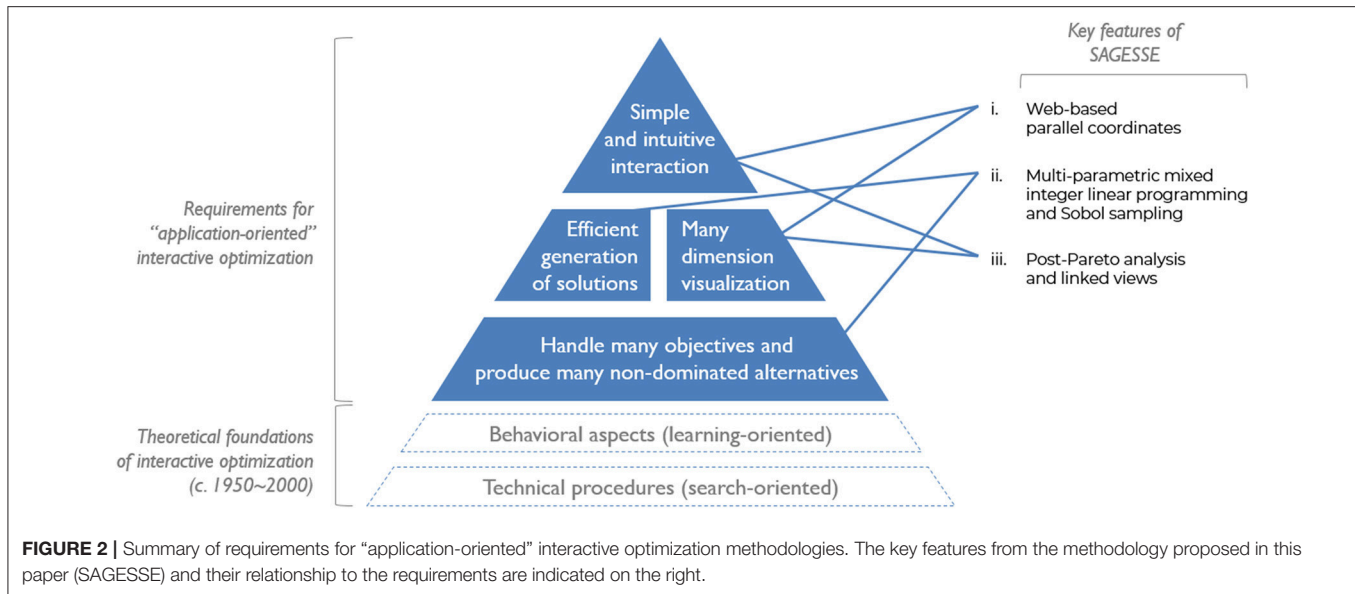 Key features of
SAGESSE
Simple
and intuitive
interaction
i. Web-based
parallel coordinates
ii. Multi-parametric mixed
integer linear programming
and Sobol sampling
iii. Post-Pareto analysis
and linked views
Requirements for
“application-oriented”
interactive optimization
Efficient
generation
of solutions
Many
dimension
visualization
Handle many objectives and
produce many non-dominated alternatives
Theoretical foundations
of interactive optimization
(c. 1950~2000)
Behavioral aspects (learning-oriented)
Technical procedures (search-oriented)
FIGURE 2 | Summary of requirements for “application-oriented” interactive optimization methodologies. The key features from the methodology proposed in this
paper (SAGESSE) and their relationship to the requirements are indicated on the right.